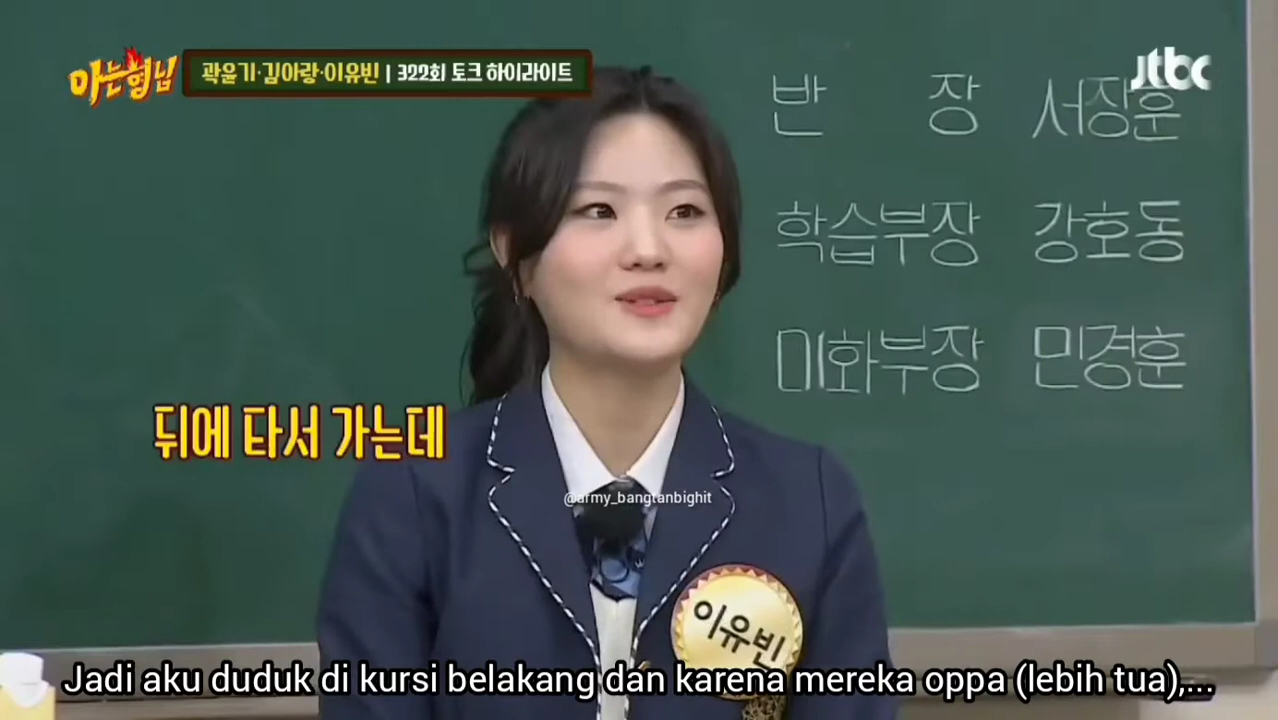 아는형님
곽윤기·김아랑·이유빈 | 322회 토크 하이라이트
jtbc
반 장 서장훈
학습부장 강호동
미화부장 민경훈
뒤에 타서 가는데
@army_bangtanbighit
이유빈
Jadi aku duduk di kursi belakang dan karena mereka oppa (lebih tua),...